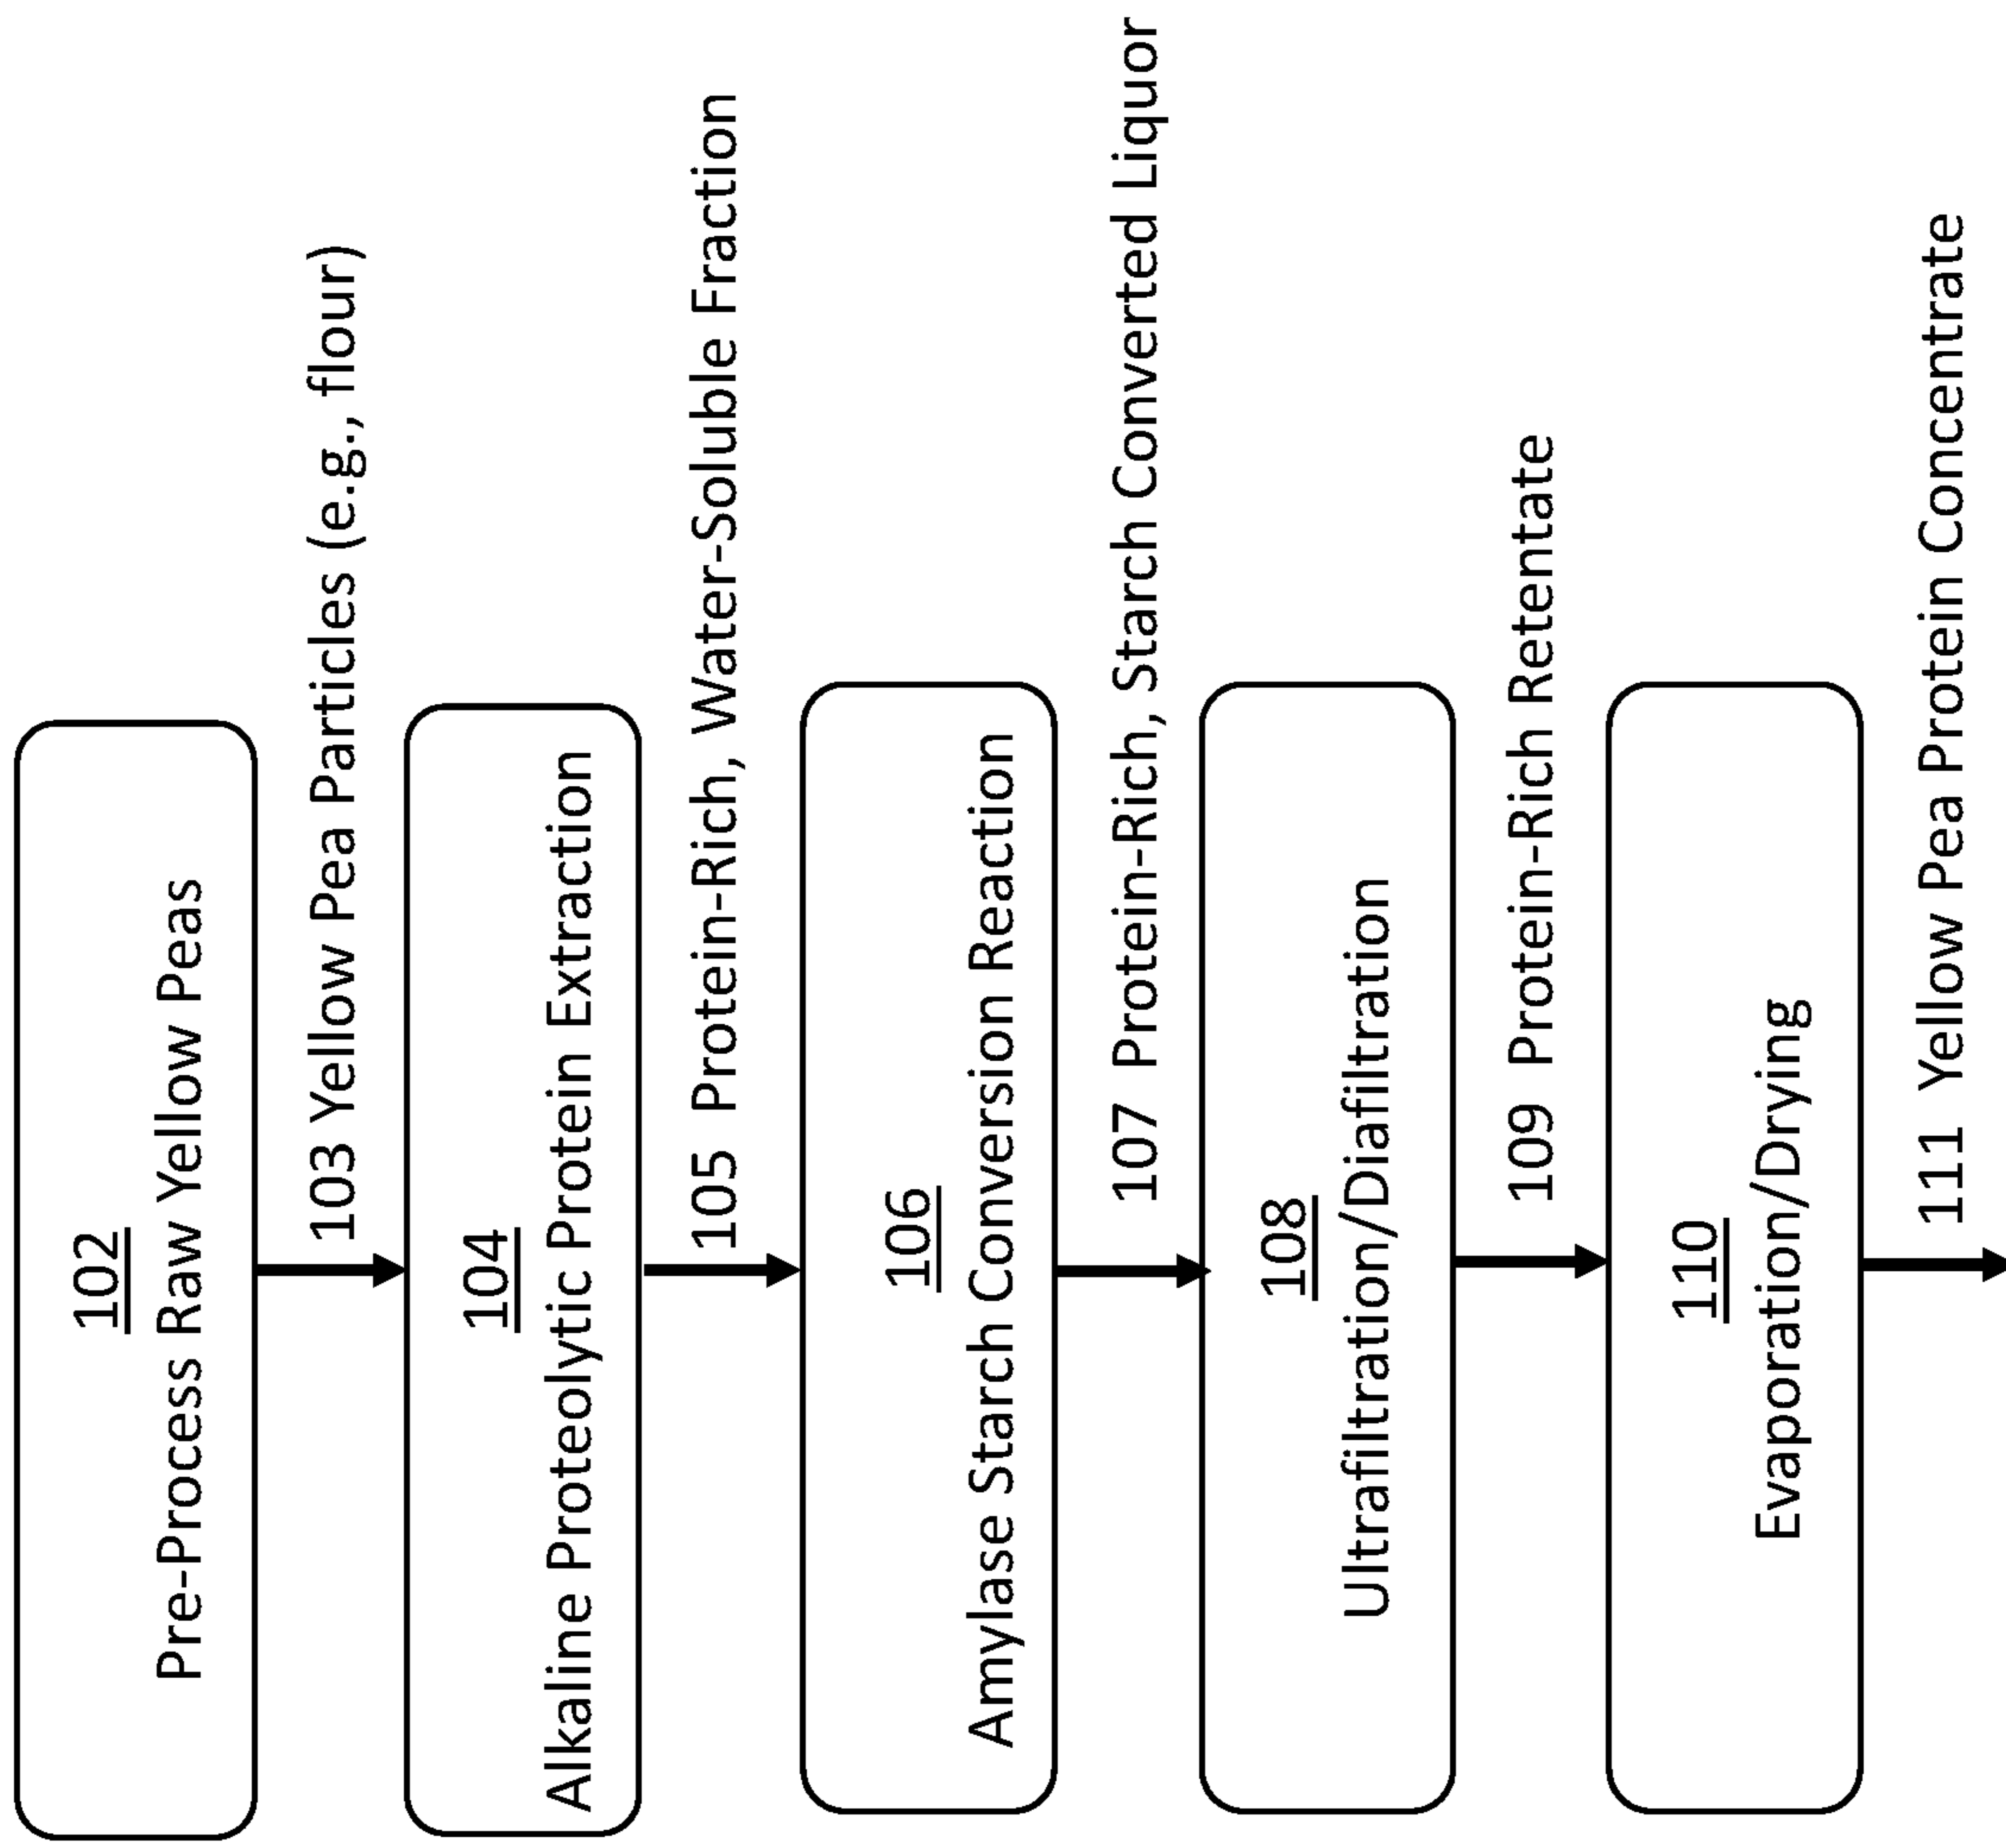 102
Pre-Process Raw Yellow Peas
103 Yellow Pea Particles (e.g., flour)
104
Alkaline Proteolytic Protein Extraction
105 Protein-Rich, Water-Soluble Fraction
106
Amylase Starch Conversion Reaction
107 Protein-Rich, Starch Converted Liquor
108
Ultrafiltration/Diafiltration
109 Protein-Rich Retentate
110
Evaporation/Drying
111 Yellow Pea Protein Concentrate